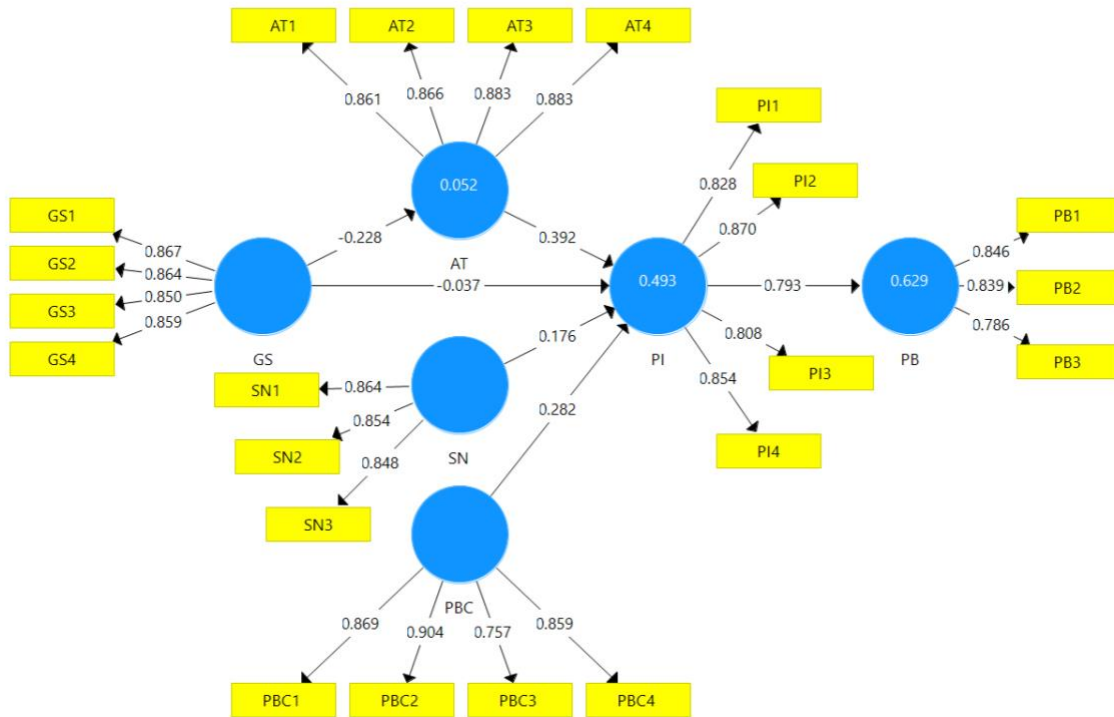 AT1
AT2
AT3
AT4
0.861
0.866
0.883
0.883
0.052
AT
GS1
GS2
GS3
GS4
0.867
0.864
0.850
0.859
GS
-0.228
-0.037
0.392
0.176
0.282
SN1
SN2
SN3
0.864
0.854
0.848
SN
PBC
0.869
0.904
0.757
0.859
PBC1
PBC2
PBC3
PBC4
PI1
PI2
PI3
PI4
0.828
0.870
0.808
0.854
0.493
PI
0.793
0.629
PB
0.846
0.839
0.786
PB1
PB2
PB3